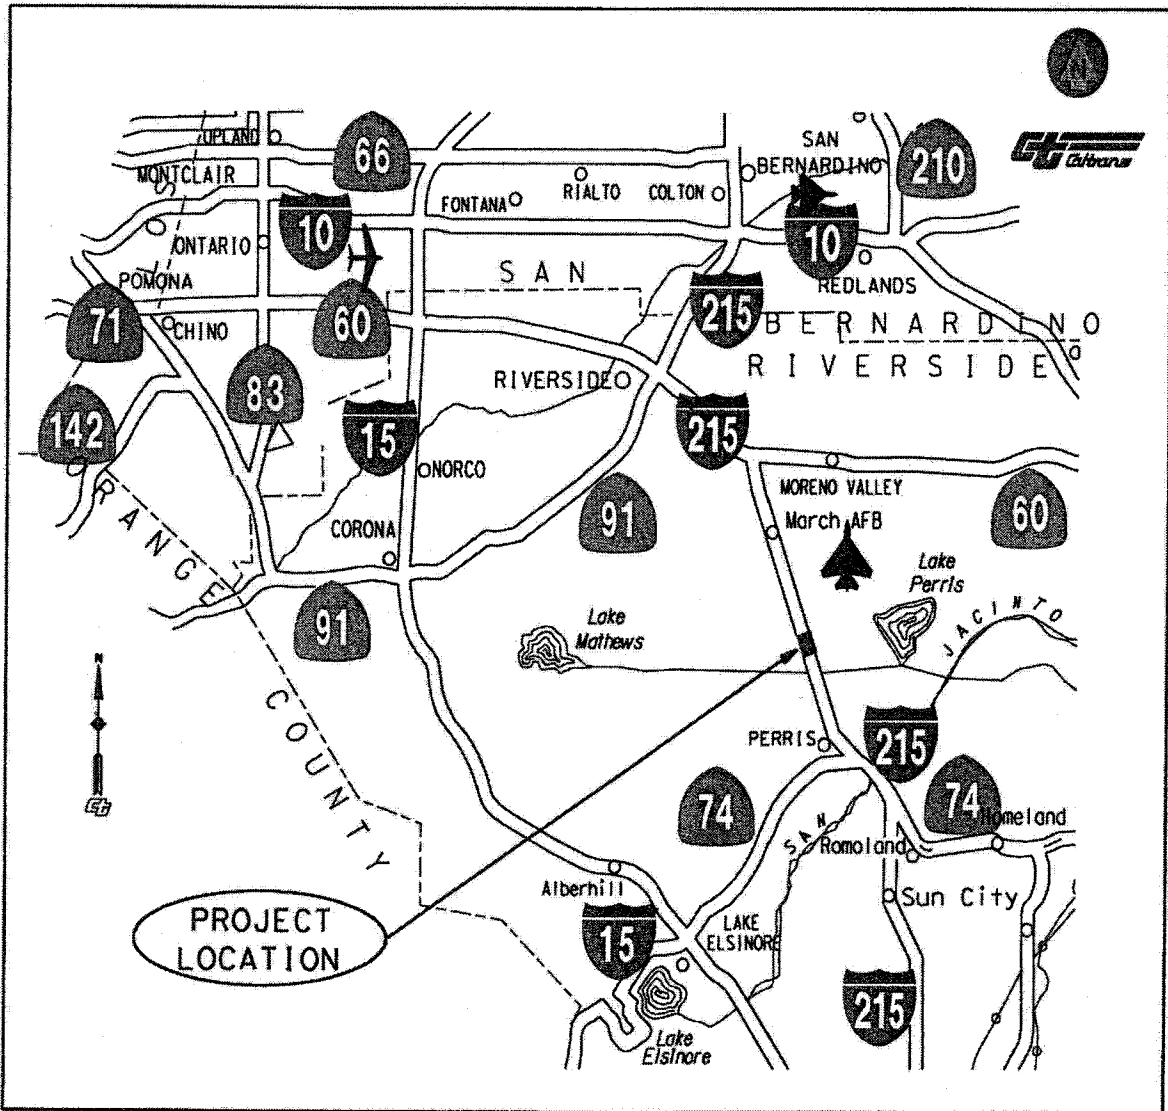 N
Caltrans
UPLAND
66
SAN
BERNARDINO
210
MONTCLAIR
10
FONTANA
RIALTO
COLTON
10
ONTARIO
POMONA
SAN
REDLANDS
71
CHINO
60
215
BERNARDINO
RIVERSIDE
83
RIVERSIDE
142
15
215
NORCO
MORENO VALLEY
60
ORANGE
COUNTY
CORONA
91
March AFB
91
Lake
Mathews
Lake
Perris
JACINTO
N
Ct
PERRIS
215
74
74
Homeland
SAN
Romoland
Alberhill
Sun City
PROJECT
LOCATION
15
LAKE
ELSINORE
215
Lake
Elsinore